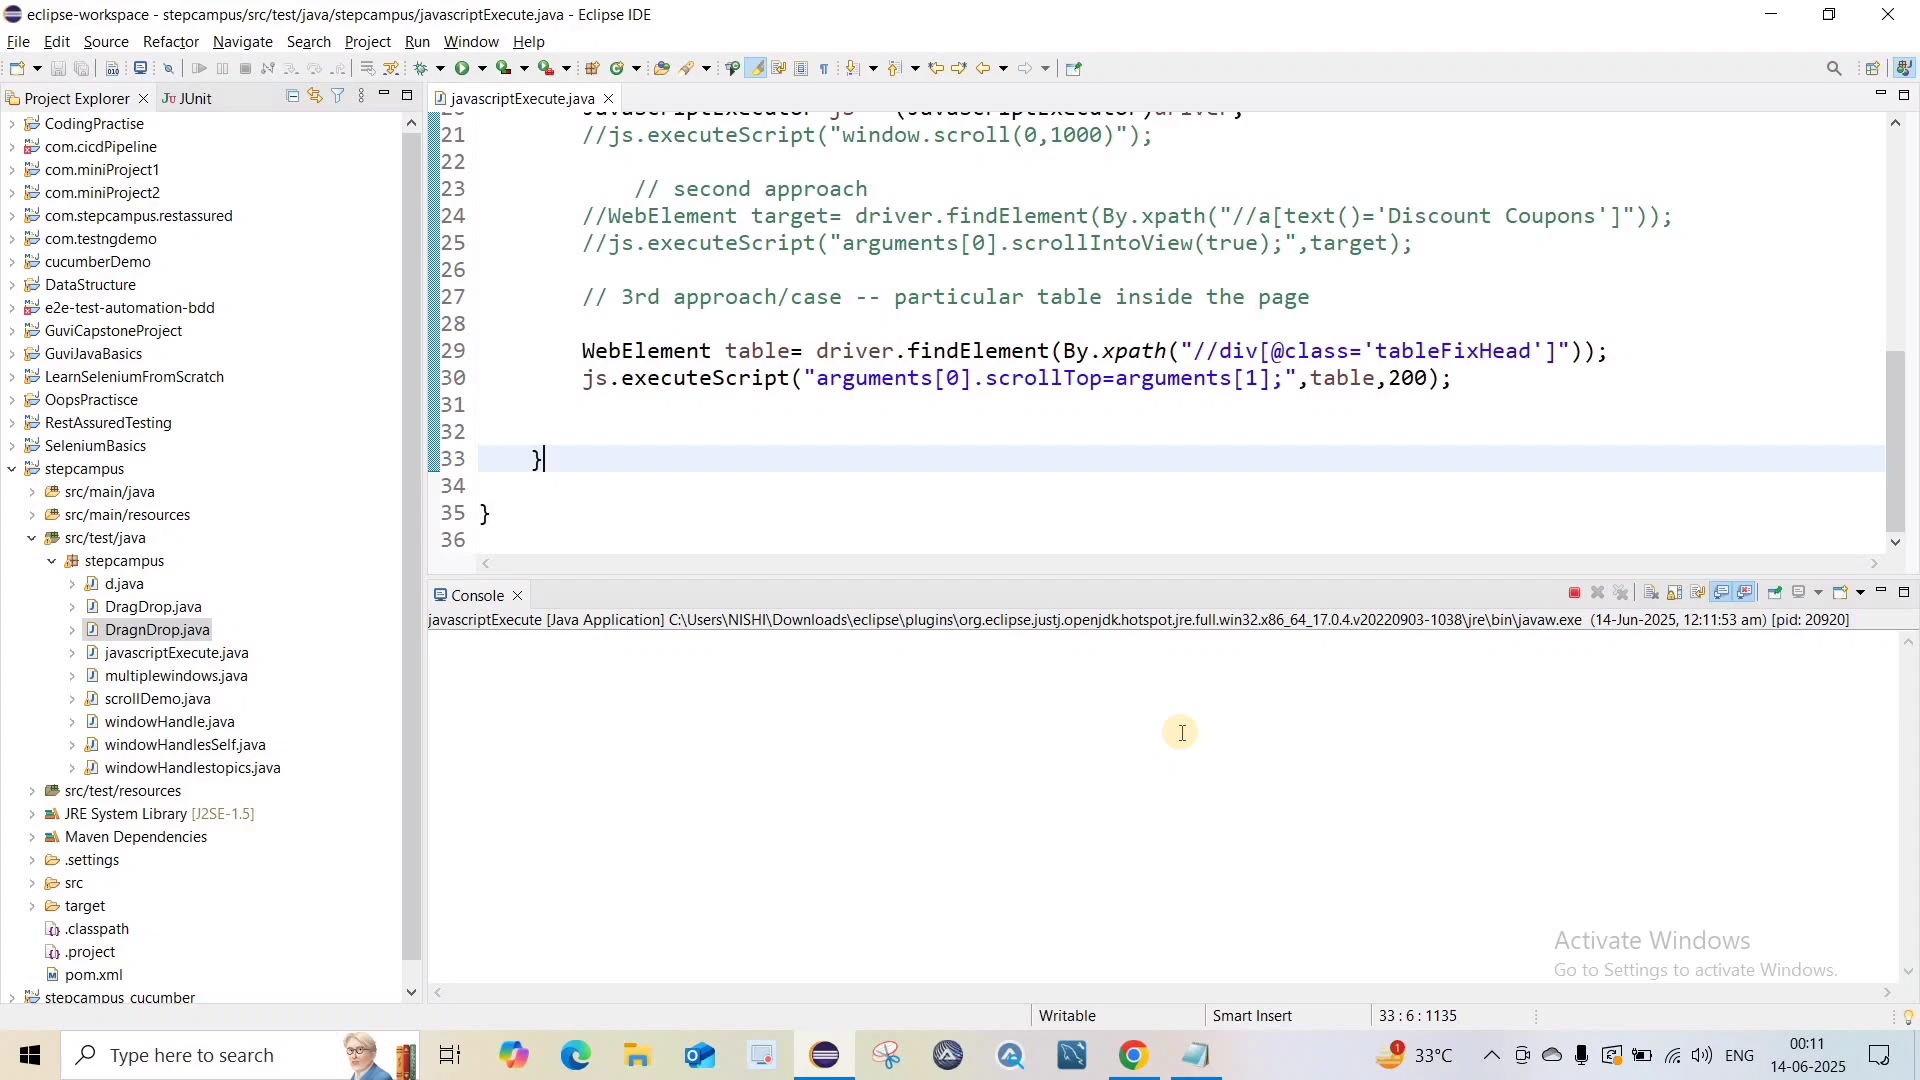 eclipse-workspace - stepcampus/src/test/java/stepcampus/javascriptExecute.java - Eclipse IDE
File Edit Source Refactor Navigate Search Project Run Window Help
Project Explorer
JUnit
CodingPractise
com.cicdPipeline
com.miniProject1
com.miniProject2
com.stepcampus.restassured
com.testngdemo
cucumberDemo
DataStructure
e2e-test-automation-bdd
GuviCapstoneProject
GuviJavaBasics
LearnSeleniumFromScratch
OopsPractisce
RestAssuredTesting
SeleniumBasics
stepcampus
src/main/java
src/main/resources
src/test/java
stepcampus
d.java
DragDrop.java
DragnDrop.java
javascriptExecute.java
multiplewindows.java
scrollDemo.java
windowHandle.java
windowHandlesSelf.java
windowHandlestopics.java
src/test/resources
JRE System Library [J2SE-1.5]
Maven Dependencies
.settings
src
target
.classpath
.project
pom.xml
stepcampus_cucumber
javascriptExecute.java
20 JavascriptExecutor js = (JavascriptExecutor)driver;
21 //js.executeScript("window.scroll(0,1000)");
22
23 // second approach
24 //WebElement target= driver.findElement(By.xpath("//a[text()='Discount Coupons']"));
25 //js.executeScript("arguments[0].scrollIntoView(true);",target);
26
27 // 3rd approach/case -- particular table inside the page
28
29 WebElement table= driver.findElement(By.xpath("//div[@class='tableFixHead']"));
30 js.executeScript("arguments[0].scrollTop=arguments[1];",table,200);
31
32
33 }
34
35 }
36
Console
javascriptExecute [Java Application] C:\Users\NISHI\Downloads\eclipse\plugins\org.eclipse.justj.openjdk.hotspot.jre.full.win32.x86_64_17.0.4.v20220903-1038\jre\bin\javaw.exe (14-Jun-2025, 12:11:53 am) [pid: 20920]
Activate Windows
Go to Settings to activate Windows.
Writable
Smart Insert
33 : 6 : 1135
Type here to search
1
33°C
ENG
00:11
14-06-2025